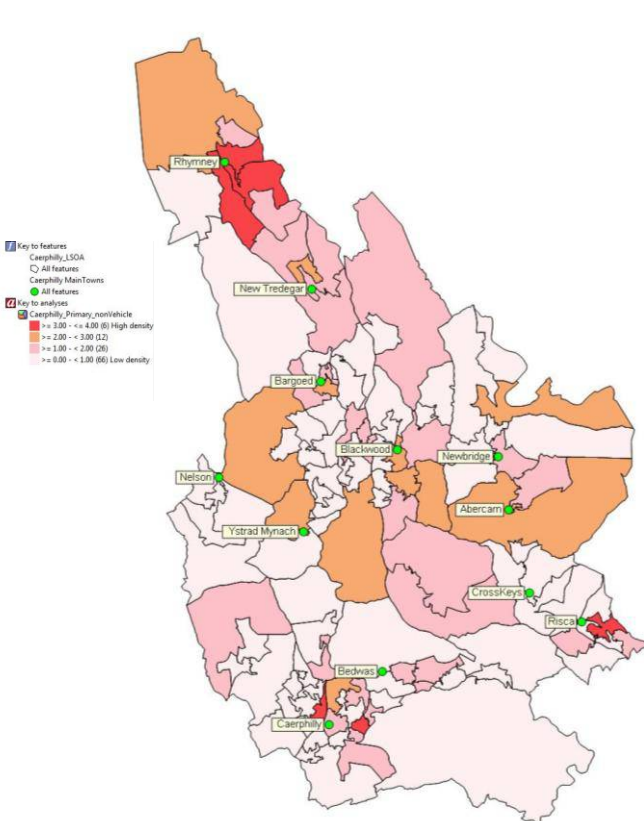 Rhymney
Key to features
Caerphilly_LSOA
All features
Caerphilly MainTowns
All features
Key to analyses
Caerphilly_Primary_nonVehicle
>= 3.00 - <= 4.00 (6) High density
>= 2.00 - < 3.00 (12)
>= 1.00 - < 2.00 (26)
>= 0.00 - < 1.00 (66) Low density
New Tredegar
Bargoed
Blackwood
Newbridge
Nelson
Abercarn
Ystrad Mynach
CrossKeys
Risca
Bedwas
Caerphilly